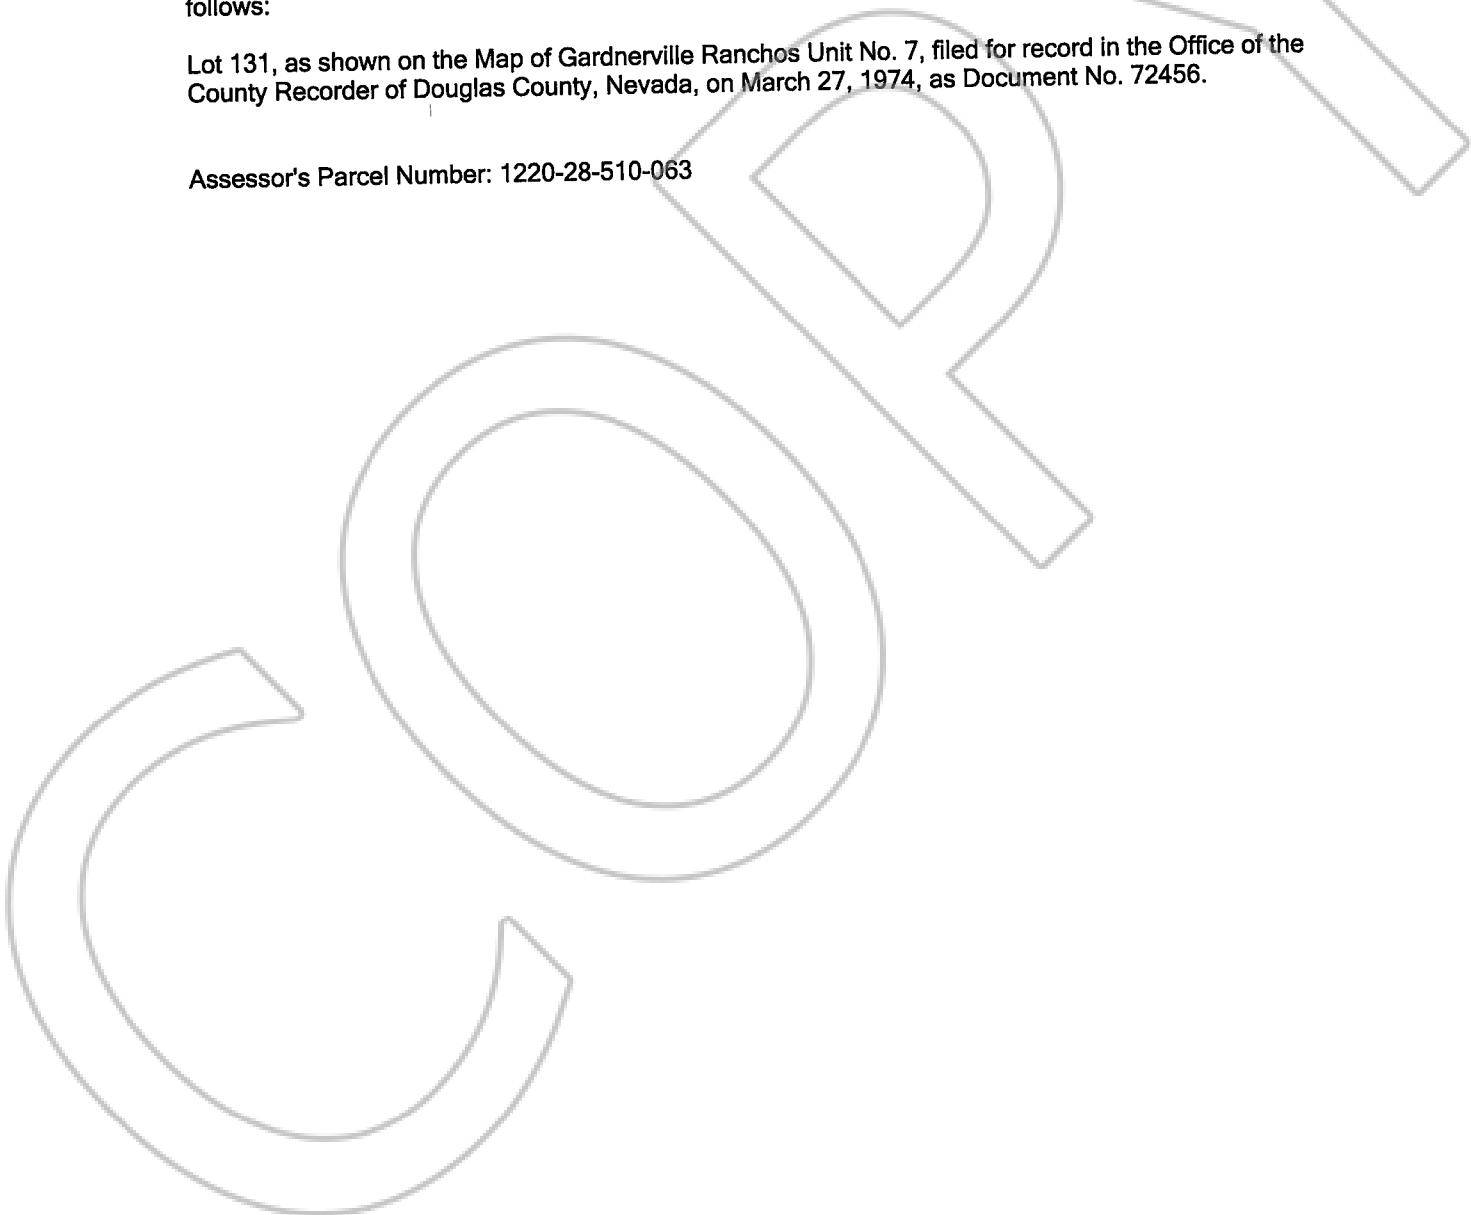 follows:
Lot 131, as shown on the Map of Gardnerville Ranchos Unit No. 7, filed for record in the Office of the
County Recorder of Douglas County, Nevada, on March 27, 1974, as Document No. 72456.
Assessor's Parcel Number: 1220-28-510-063
COPY